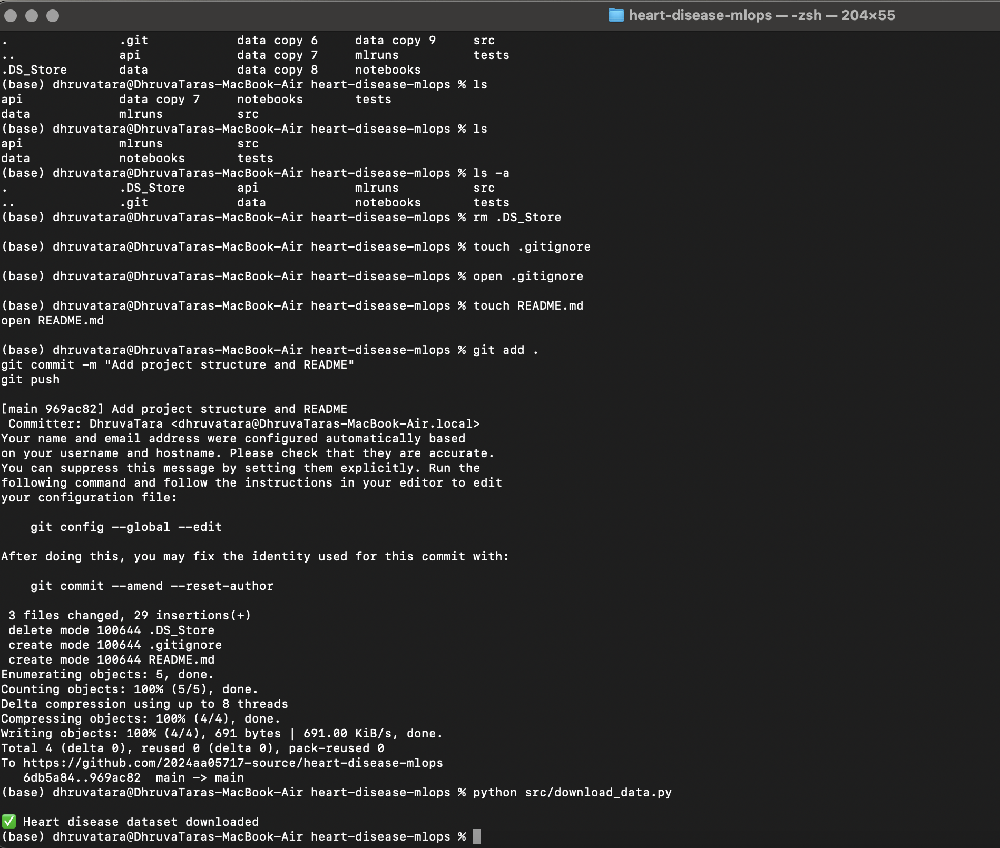 heart-disease-mlops — -zsh — 204×55
. .git data copy 6 data copy 9 src
.. api data copy 7 mlruns tests
.DS_Store data data copy 8 notebooks
(base) dhruvatara@DhruvaTaras-MacBook-Air heart-disease-mlops % ls
api data copy 7 notebooks tests
data mlruns src
(base) dhruvatara@DhruvaTaras-MacBook-Air heart-disease-mlops % ls
api mlruns src
data notebooks tests
(base) dhruvatara@DhruvaTaras-MacBook-Air heart-disease-mlops % ls -a
. .DS_Store api mlruns src
.. .git data notebooks tests
(base) dhruvatara@DhruvaTaras-MacBook-Air heart-disease-mlops % rm .DS_Store
(base) dhruvatara@DhruvaTaras-MacBook-Air heart-disease-mlops % touch .gitignore
(base) dhruvatara@DhruvaTaras-MacBook-Air heart-disease-mlops % open .gitignore
(base) dhruvatara@DhruvaTaras-MacBook-Air heart-disease-mlops % touch README.md
open README.md
(base) dhruvatara@DhruvaTaras-MacBook-Air heart-disease-mlops % git add .
git commit -m "Add project structure and README"
git push
[main 969ac82] Add project structure and README
Committer: DhruvaTara <dhruvatara@DhruvaTaras-MacBook-Air.local>
Your name and email address were configured automatically based
on your username and hostname. Please check that they are accurate.
You can suppress this message by setting them explicitly. Run the
following command and follow the instructions in your editor to edit
your configuration file:
git config --global --edit
After doing this, you may fix the identity used for this commit with:
git commit --amend --reset-author
3 files changed, 29 insertions(+)
delete mode 100644 .DS_Store
create mode 100644 .gitignore
create mode 100644 README.md
Enumerating objects: 5, done.
Counting objects: 100% (5/5), done.
Delta compression using up to 8 threads
Compressing objects: 100% (4/4), done.
Writing objects: 100% (4/4), 691 bytes | 691.00 KiB/s, done.
Total 4 (delta 0), reused 0 (delta 0), pack-reused 0
To https://github.com/2024aa05717-source/heart-disease-mlops
6db5a84..969ac82 main -> main
(base) dhruvatara@DhruvaTaras-MacBook-Air heart-disease-mlops % python src/download_data.py
✅ Heart disease dataset downloaded
(base) dhruvatara@DhruvaTaras-MacBook-Air heart-disease-mlops %